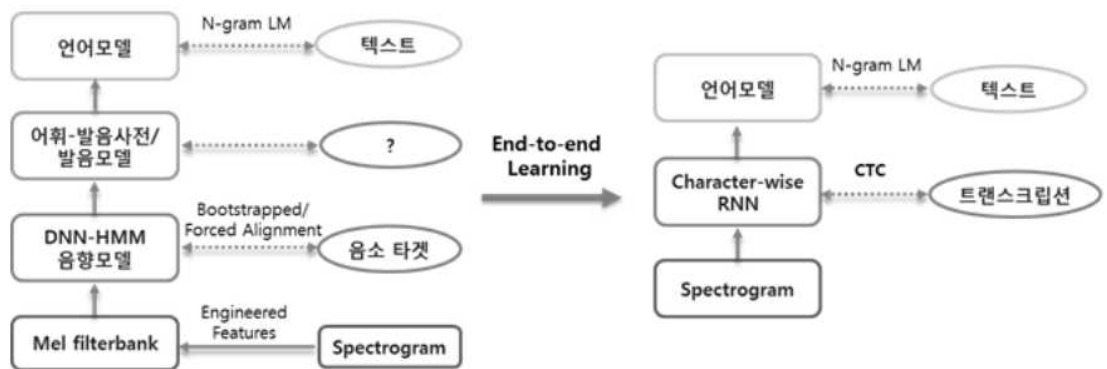 언어모델
N-gram LM
텍스트
어휘-발음사전/
발음모델
?
DNN-HMM
음향모델
Bootstrapped/
Forced Alignment
음소 타겟
Mel filterbank
Engineered
Features
Spectrogram
End-to-end
Learning
언어모델
N-gram LM
텍스트
Character-wise
RNN
CTC
트랜스크립션
Spectrogram